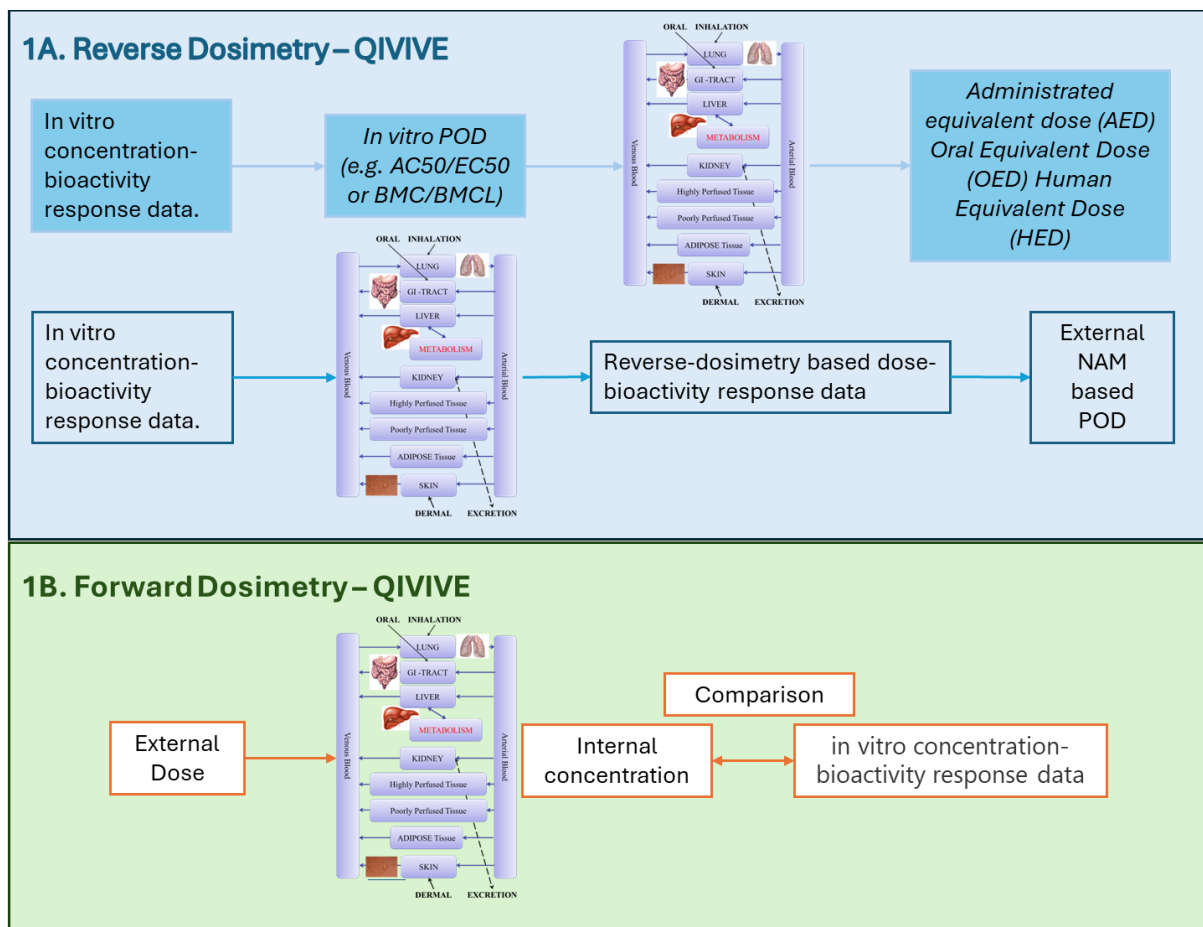 1A. Reverse Dosimetry – QIVIVE
In vitro
concentration-
bioactivity
response data.
In vitro POD
(e.g. AC50/EC50
or BMC/BMCL)
ORAL INHALATION
LUNG
GI -TRACT
LIVER
METABOLISM
KIDNEY
Highly Perfused Tissue
Poorly Perfused Tissue
ADIPOSE Tissue
SKIN
DERMAL EXCRETION
Venous Blood
Arterial Blood
Administrated
equivalent dose (AED)
Oral Equivalent Dose
(OED) Human
Equivalent Dose
(HED)
In vitro
concentration-
bioactivity
response data.
ORAL INHALATION
LUNG
GI -TRACT
LIVER
METABOLISM
KIDNEY
Highly Perfused Tissue
Poorly Perfused Tissue
ADIPOSE Tissue
SKIN
DERMAL EXCRETION
Venous Blood
Arterial Blood
Reverse-dosimetry based dose-
bioactivity response data
External
NAM
based
POD
1B. Forward Dosimetry – QIVIVE
External
Dose
ORAL INHALATION
LUNG
GI -TRACT
LIVER
METABOLISM
KIDNEY
Highly Perfused Tissue
Poorly Perfused Tissue
ADIPOSE Tissue
SKIN
DERMAL EXCRETION
Venous Blood
Arterial Blood
Comparison
Internal
concentration
in vitro concentration-
bioactivity response data